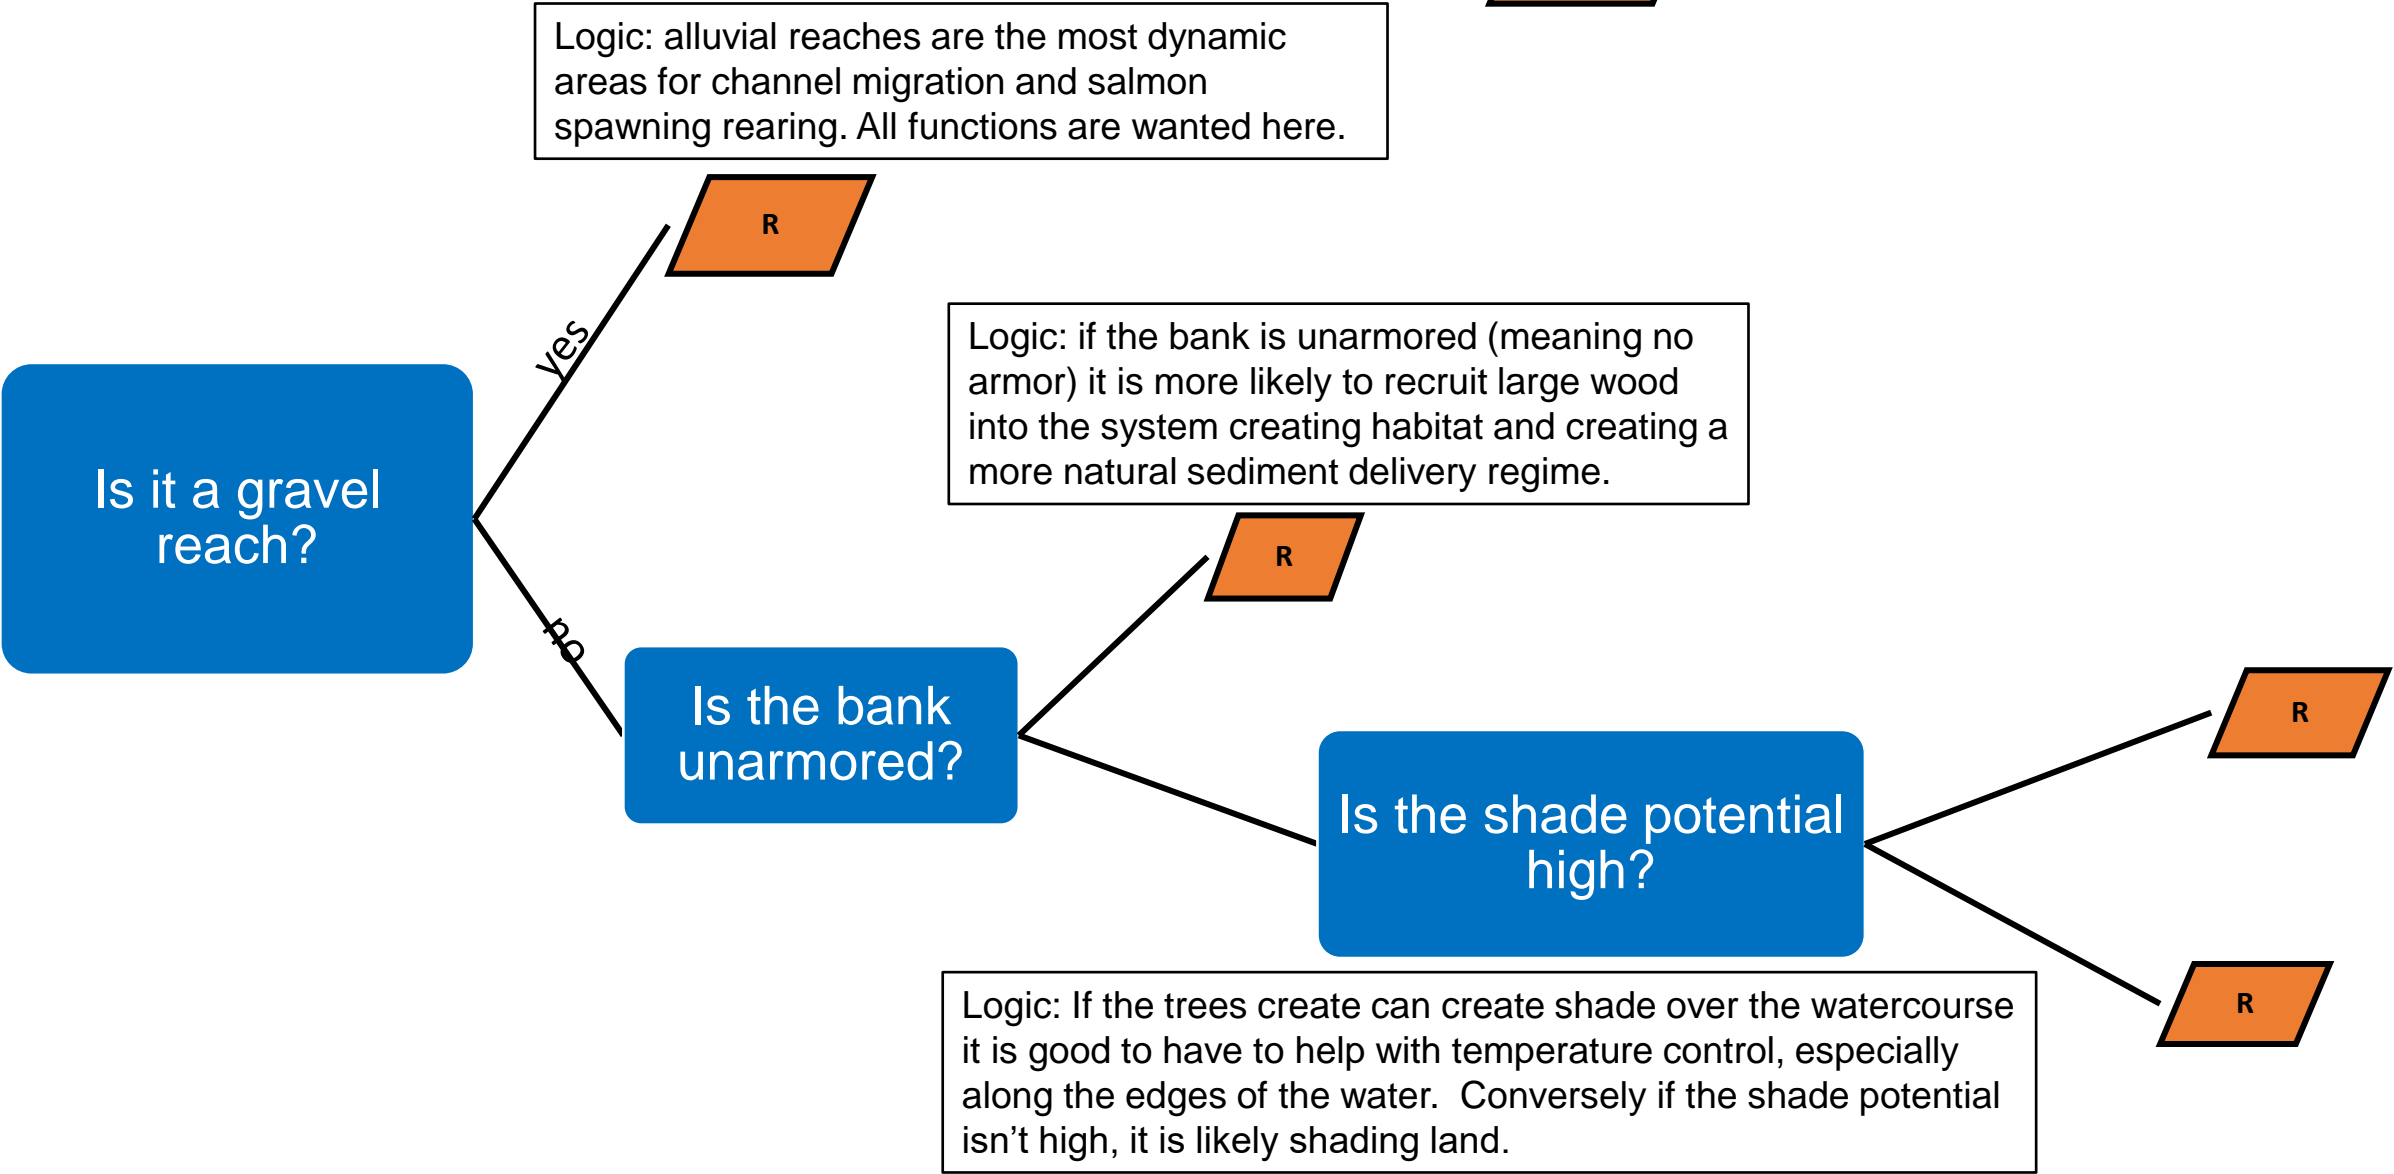 Logic: alluvial reaches are the most dynamic
areas for channel migration and salmon
spawning rearing. All functions are wanted here.
R
yes
Logic: if the bank is unarmored (meaning no
armor) it is more likely to recruit large wood
into the system creating habitat and creating a
more natural sediment delivery regime.
Is it a gravel
reach?
R
no
Is the bank
unarmored?
R
Is the shade potential
high?
R
Logic: If the trees create can create shade over the watercourse
it is good to have to help with temperature control, especially
along the edges of the water.  Conversely if the shade potential
isn’t high, it is likely shading land.